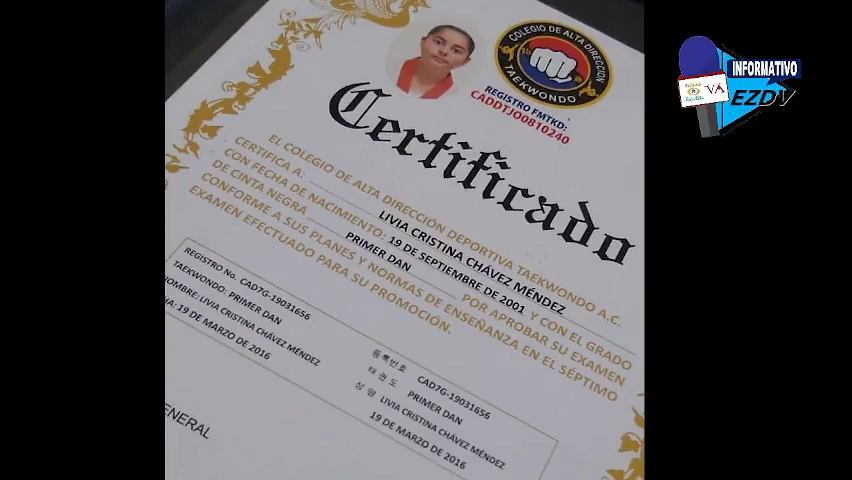 COLEGIO DE ALTA DIRECCIÓN
TAEKWONDO
REGISTRO FMTKD:
CADDTJO0810240
INFORMATIVO
VA
EZDTV
Certificado
EL COLEGIO DE ALTA DIRECCIÓN DEPORTIVA TAEKWONDO A.C.
CERTIFICA A: LIVIA CRISTINA CHÁVEZ MÉNDEZ
CON FECHA DE NACIMIENTO: 19 DE SEPTIEMBRE DE 2001 Y CON EL GRADO
DE CINTA NEGRA PRIMER DAN POR APROBAR SU EXAMEN
CONFORME A SUS PLANES Y NORMAS DE ENSEÑANZA EN EL SÉPTIMO
EXAMEN EFECTUADO PARA SU PROMOCIÓN.
REGISTRO No. CAD7G-19031656
TAEKWONDO: PRIMER DAN
NOMBRE: LIVIA CRISTINA CHÁVEZ MÉNDEZ
HA: 19 DE MARZO DE 2016
등록번호 CAD7G-19031656
태권도 PRIMER DAN
성명 LIVIA CRISTINA CHÁVEZ MÉNDEZ
19 DE MARZO DE 2016
GENERAL